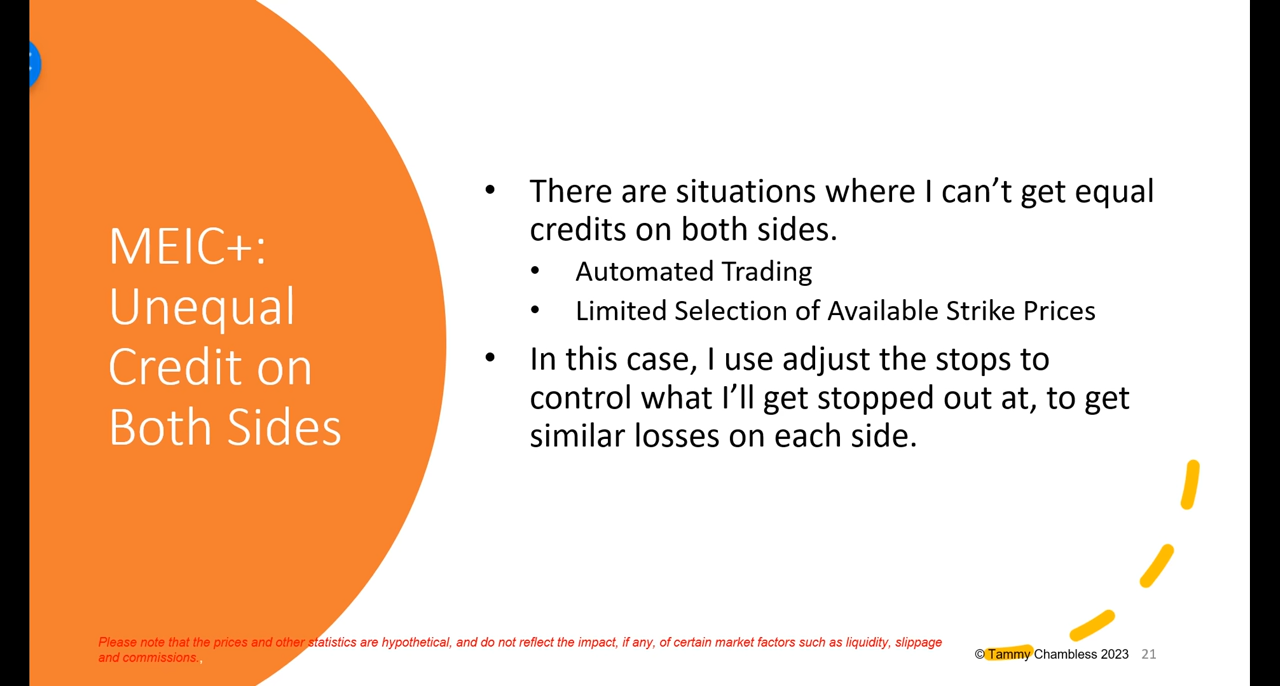 MEIC+:
Unequal
Credit on
Both Sides
• There are situations where I can’t get equal
credits on both sides.
• Automated Trading
• Limited Selection of Available Strike Prices
• In this case, I use adjust the stops to
control what I’ll get stopped out at, to get
similar losses on each side.
Please note that the prices and other statistics are hypothetical, and do not reflect the impact, if any, of certain market factors such as liquidity, slippage
and commissions.,
© Tammy Chambless 2023 21